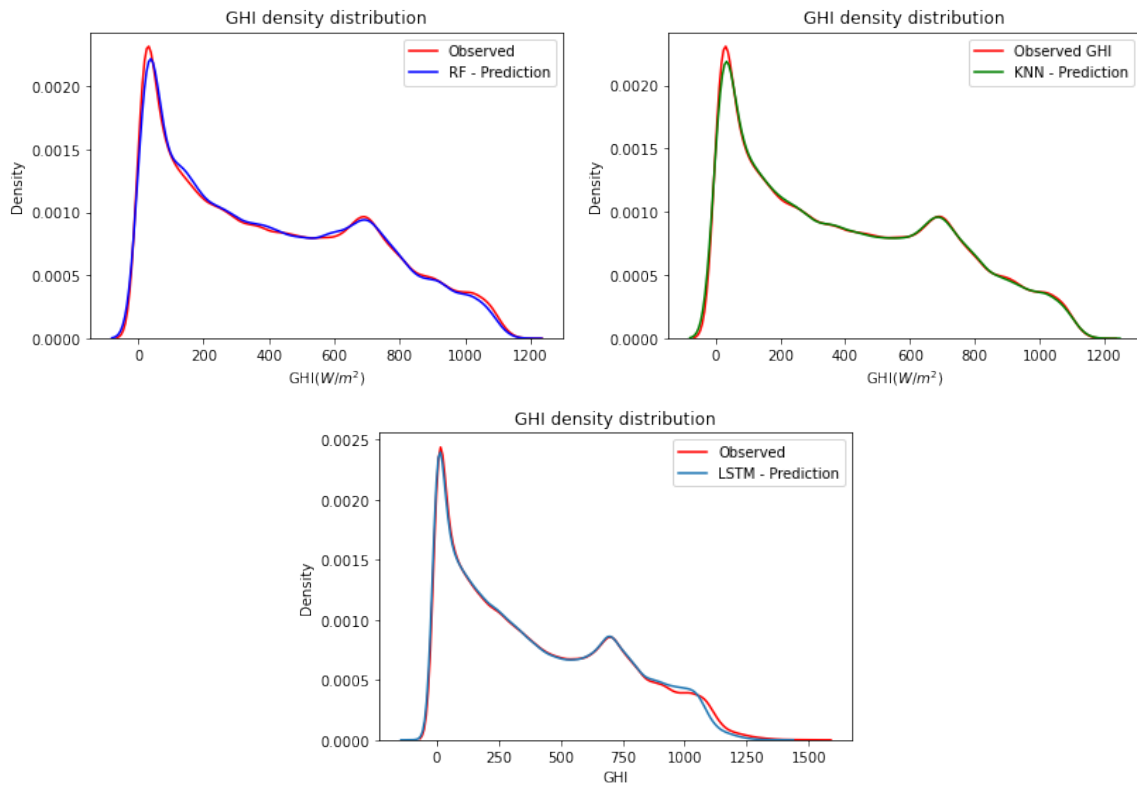 GHI density distribution
Observed
RF - Prediction
0.0020
0.0015
0.0010
0.0005
0.0000
Density
0 200 400 600 800 1000 1200
GHI(W/m²)
GHI density distribution
Observed GHI
KNN - Prediction
0.0020
0.0015
0.0010
0.0005
0.0000
Density
0 200 400 600 800 1000 1200
GHI(W/m²)
GHI density distribution
Observed
LSTM - Prediction
0.0025
0.0020
0.0015
0.0010
0.0005
0.0000
Density
0 250 500 750 1000 1250 1500
GHI